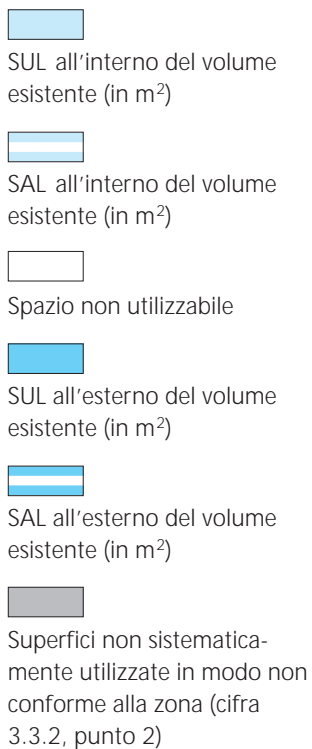 SUL all'interno del volume
esistente (in m²)
SAL all'interno del volume
esistente (in m²)
Spazio non utilizzabile
SUL all'esterno del volume
esistente (in m²)
SAL all'esterno del volume
esistente (in m²)
Superfici non sistematica-
mente utilizzate in modo non
conforme alla zona (cifra
3.3.2, punto 2)